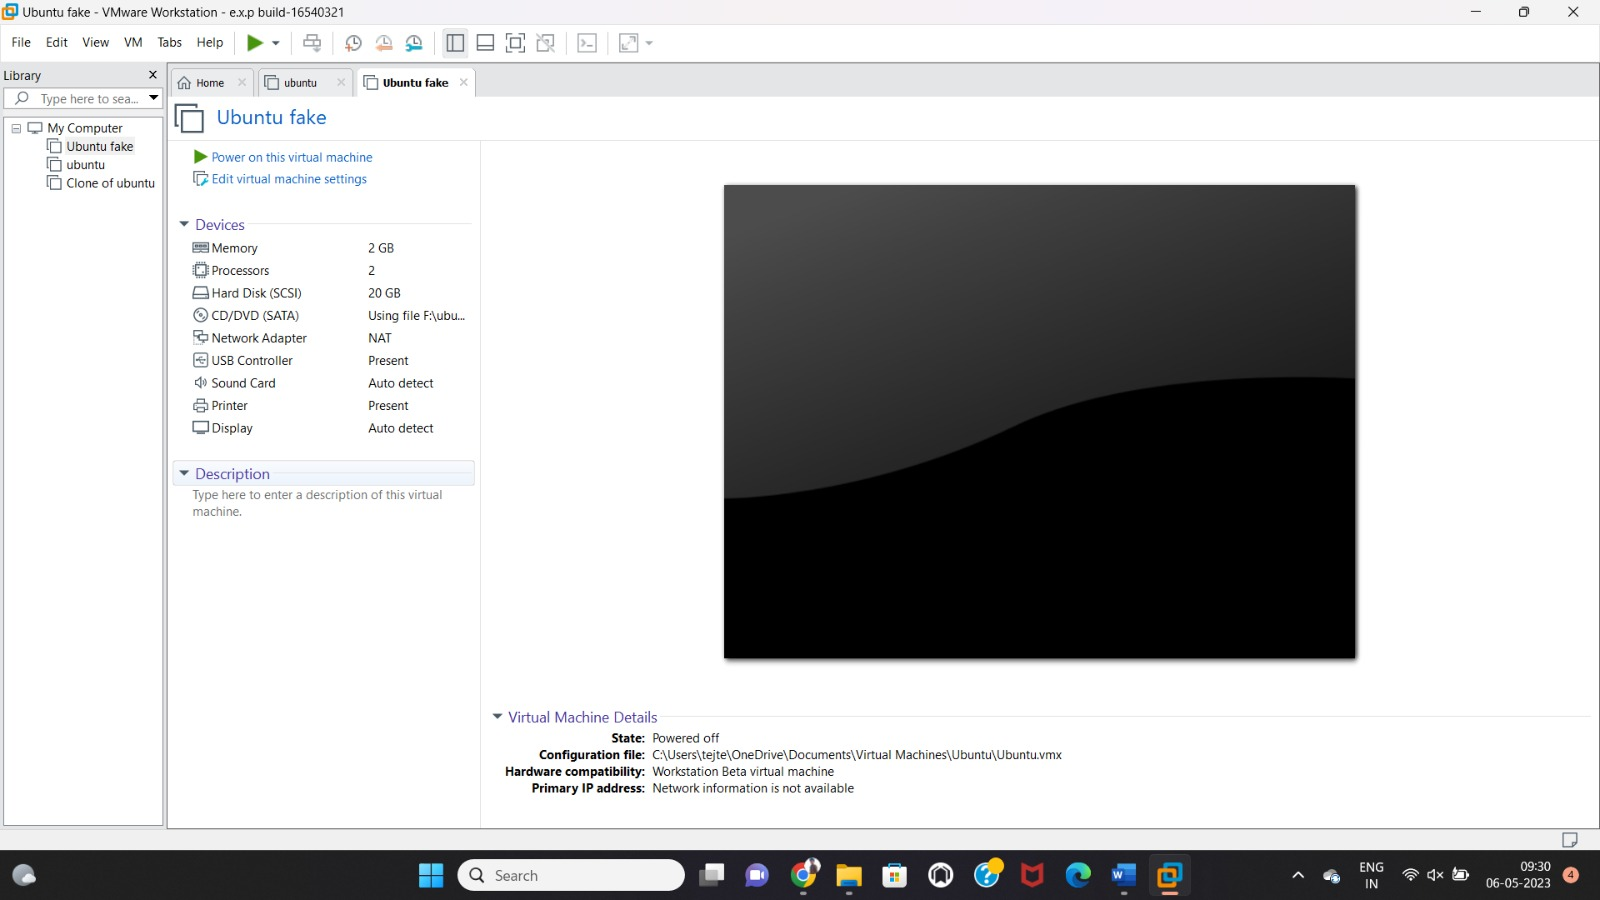 Ubuntu fake - VMware Workstation - e.x.p build-16540321
File Edit View VM Tabs Help
Library
Type here to sea...
My Computer
Ubuntu fake
ubuntu
Clone of ubuntu
Home
ubuntu
Ubuntu fake
Ubuntu fake
Power on this virtual machine
Edit virtual machine settings
Devices
Memory 2 GB
Processors 2
Hard Disk (SCSI) 20 GB
CD/DVD (SATA) Using file F:\ubu...
Network Adapter NAT
USB Controller Present
Sound Card Auto detect
Printer Present
Display Auto detect
Description
Type here to enter a description of this virtual
machine.
Virtual Machine Details
State: Powered off
Configuration file: C:\Users\tejte\OneDrive\Documents\Virtual Machines\Ubuntu\Ubuntu.vmx
Hardware compatibility: Workstation Beta virtual machine
Primary IP address: Network information is not available
Search
ENG
IN
09:30
06-05-2023
4